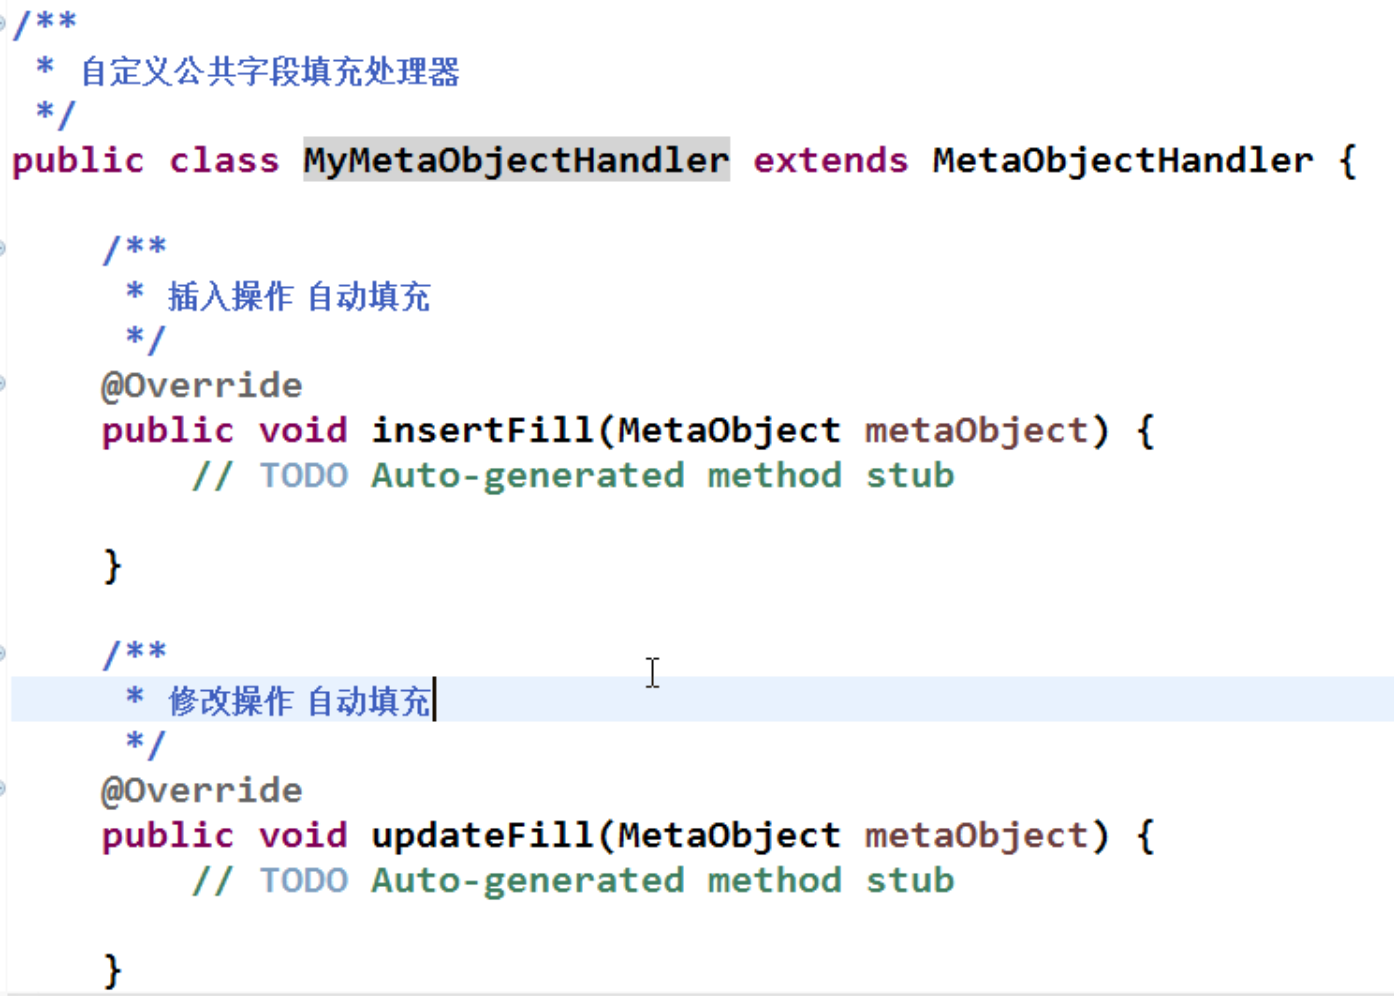 /**
 * 自定义公共字段填充处理器
 */
public class MyMetaObjectHandler extends MetaObjectHandler {
/**
 * 插入操作 自动填充
 */
@Override
public void insertFill(MetaObject metaObject) {
// TODO Auto-generated method stub
}
/**
 * 修改操作 自动填充
 */
@Override
public void updateFill(MetaObject metaObject) {
// TODO Auto-generated method stub
}